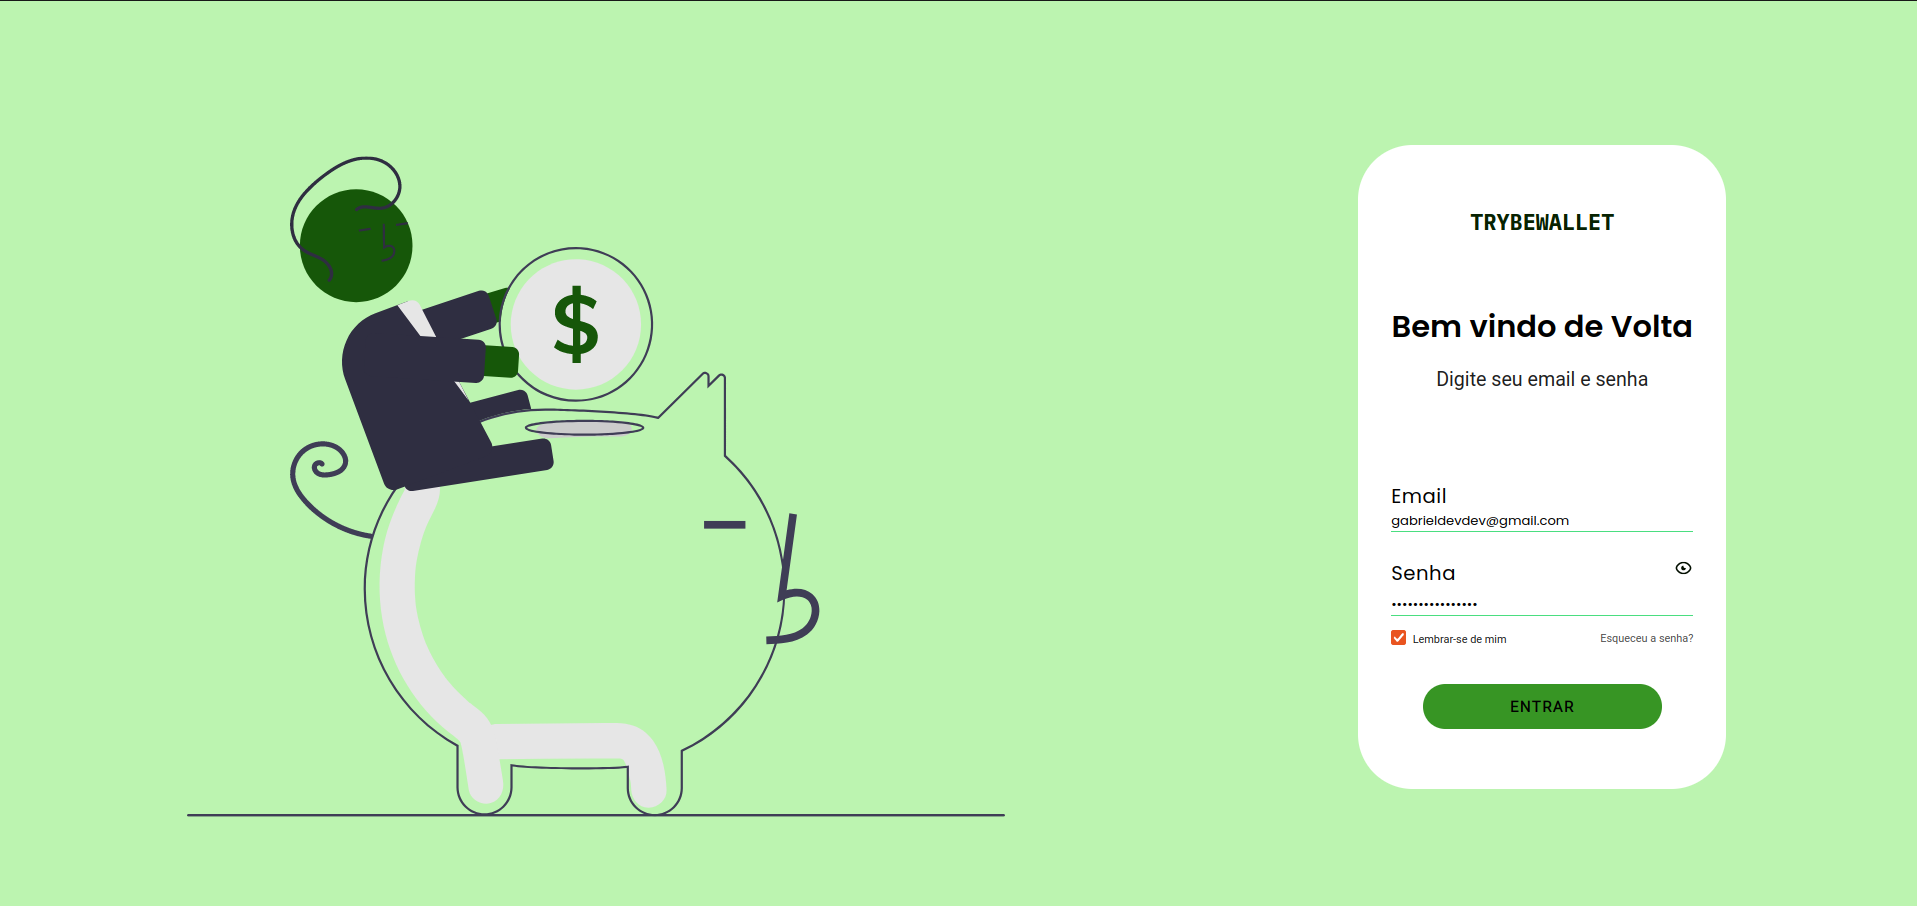 $
TRYBEWALLET
Bem vindo de Volta
Digite seu email e senha
Email
gabrieldevdev@gmail.com
Senha
••••••••••••••••
Lembrar-se de mim
Esqueceu a senha?
ENTRAR